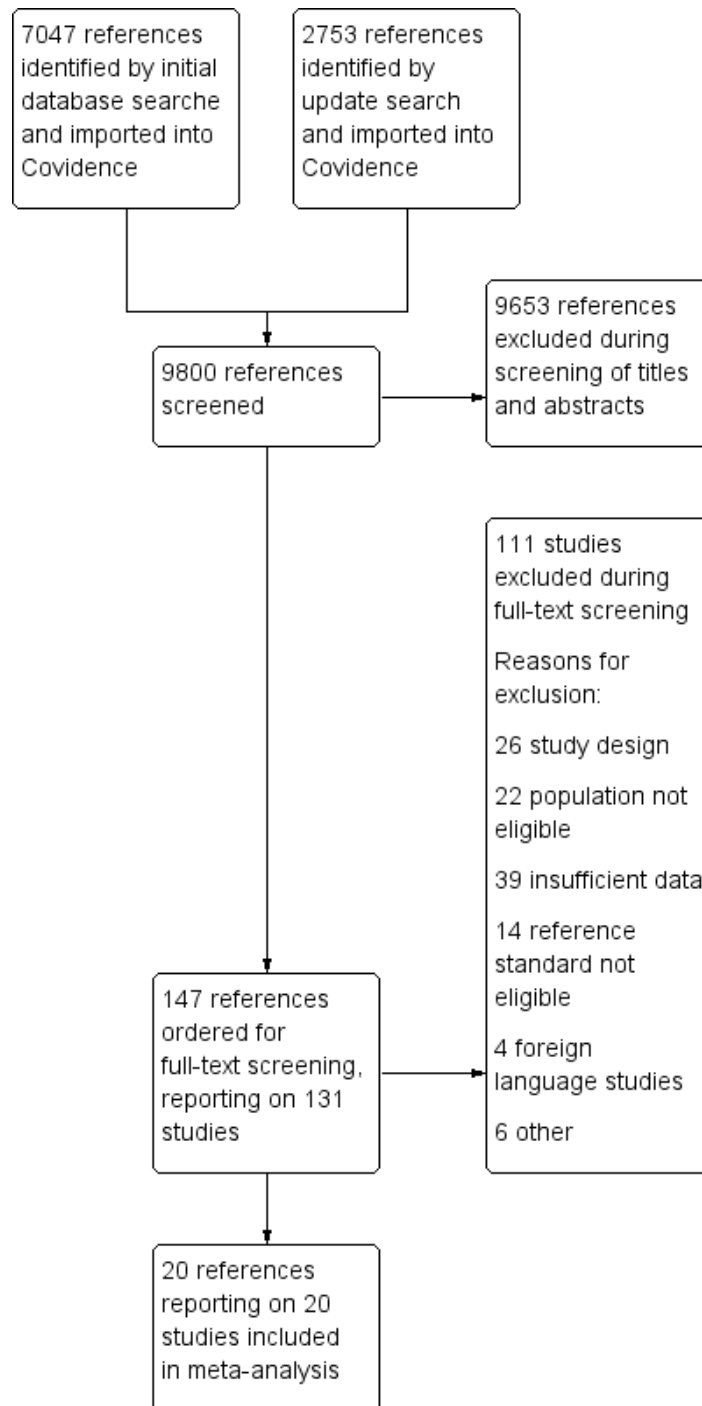 7047 references
identified by initial
database searche
and imported into
Covidence
2753 references
identified by
update search
and imported into
Covidence
9800 references
screened
9653 references
excluded during
screening of titles
and abstracts
111 studies
excluded during
full-text screening
Reasons for
exclusion:
26 study design
22 population not
eligible
39 insufficient data
14 reference
standard not
eligible
4 foreign
language studies
6 other
147 references
ordered for
full-text screening,
reporting on 131
studies
20 references
reporting on 20
studies included
in meta-analysis